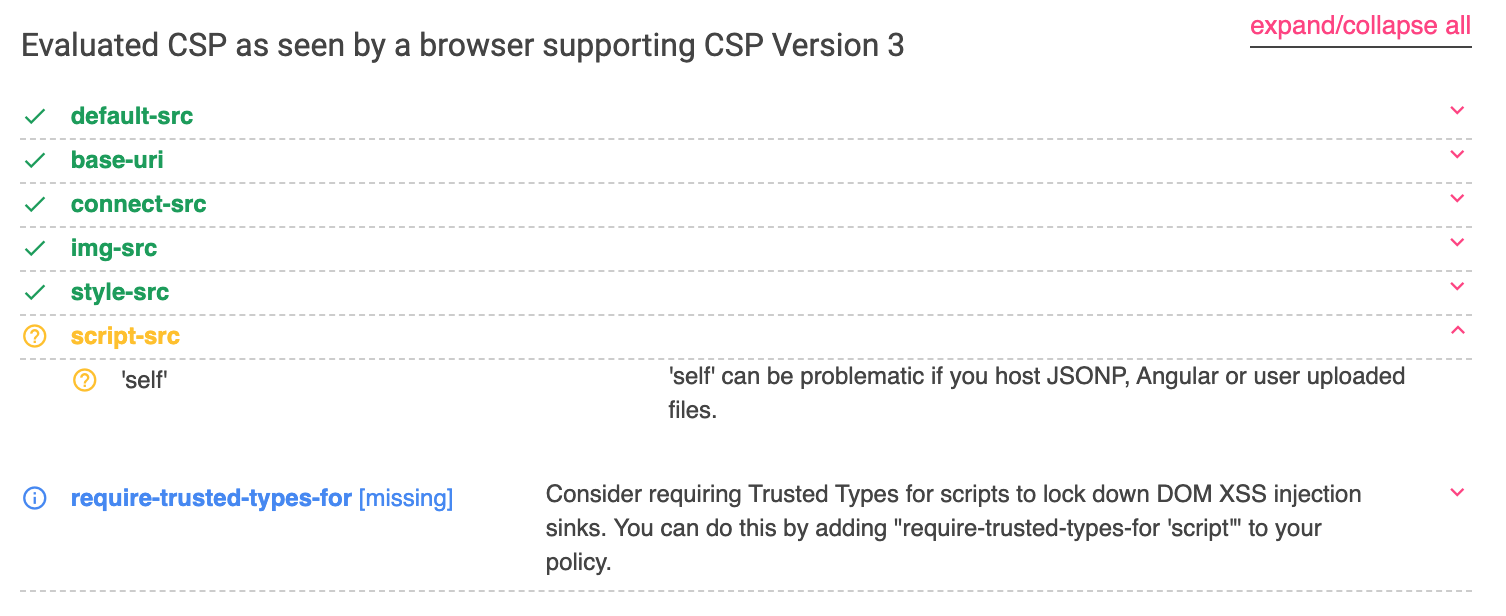 expand/collapse all
Evaluated CSP as seen by a browser supporting CSP Version 3
default-src
base-uri
connect-src
img-src
style-src
script-src
'self'
'self' can be problematic if you host JSONP, Angular or user uploaded
files.
require-trusted-types-for [missing]
Consider requiring Trusted Types for scripts to lock down DOM XSS injection
sinks. You can do this by adding "require-trusted-types-for 'script'" to your
policy.